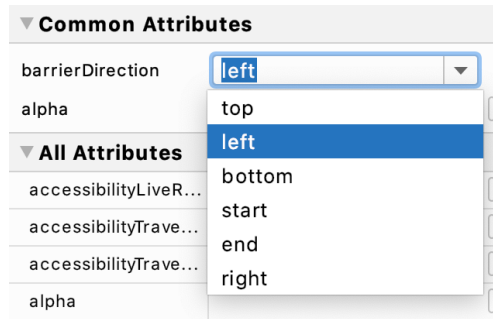 Common Attributes
barrierDirection left
alpha top
left
All Attributes
bottom
accessibilityLiveR...
start
accessibilityTrave...
end
accessibilityTrave...
right
alpha